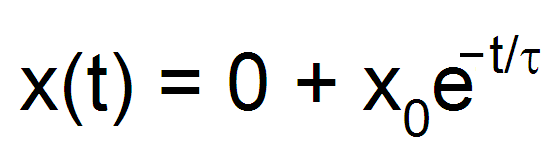 x(t) = 0 + x₀e⁻ᵗ/τ